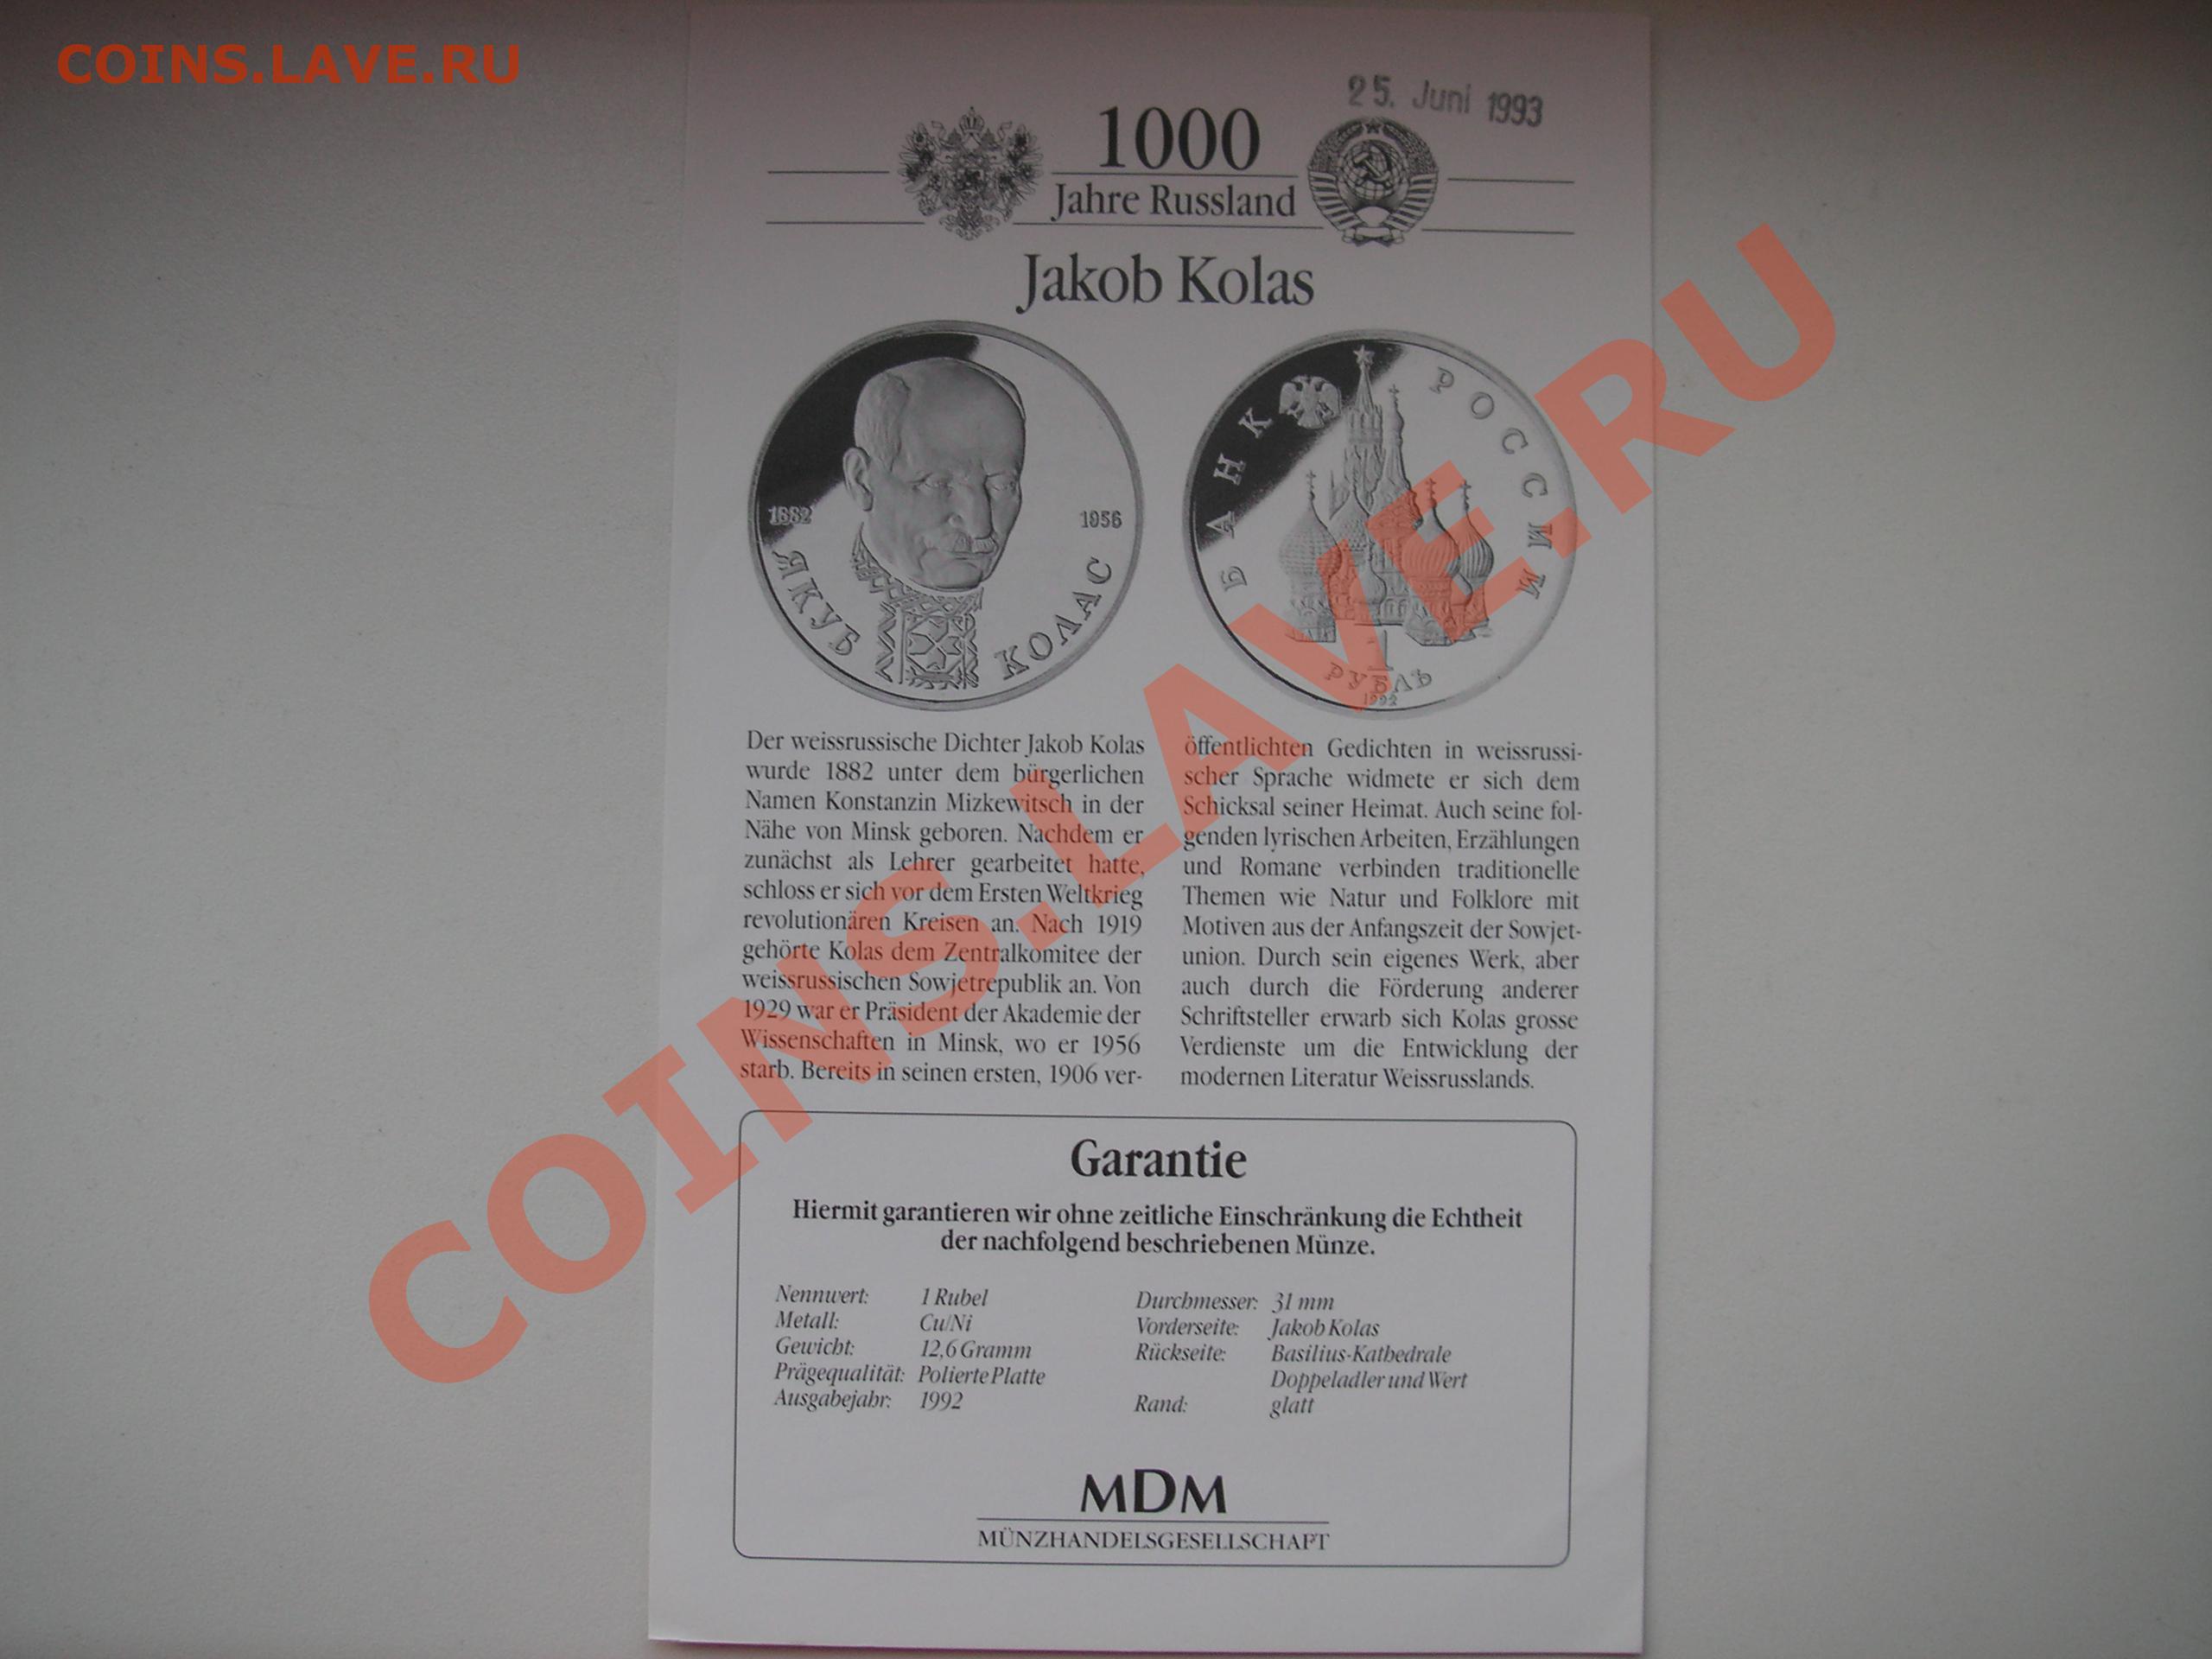 COINS.LAVE.RU
25. Juni 1993
1000
Jahre Russland
Jakob Kolas
1882
1956
ЯКУБ КОЛАС
БАНК РОССИИ
1
РУБЛЬ
1992
Der weissrussische Dichter Jakob Kolas
wurde 1882 unter dem bürgerlichen
Namen Konstanzin Mizkewitsch in der
Nähe von Minsk geboren. Nachdem er
zunächst als Lehrer gearbeitet hatte,
schloss er sich vor dem Ersten Weltkrieg
revolutionären Kreisen an. Nach 1919
gehörte Kolas dem Zentralkomitee der
weissrussischen Sowjetrepublik an. Von
1929 war er Präsident der Akademie der
Wissenschaften in Minsk, wo er 1956
starb. Bereits in seinen ersten, 1906 ver-
öffentlichten Gedichten in weissrussi-
scher Sprache widmete er sich dem
Schicksal seiner Heimat. Auch seine fol-
genden lyrischen Arbeiten, Erzählungen
und Romane verbinden traditionelle
Themen wie Natur und Folklore mit
Motiven aus der Anfangszeit der Sowjet-
union. Durch sein eigenes Werk, aber
auch durch die Förderung anderer
Schriftsteller erwarb sich Kolas grosse
Verdienste um die Entwicklung der
modernen Literatur Weissrusslands.
Garantie
Hiermit garantieren wir ohne zeitliche Einschränkung die Echtheit
der nachfolgend beschriebenen Münze.
Nennwert: 1 Rubel
Metall: Cu/Ni
Gewicht: 12,6 Gramm
Prägequalität: Polierte Platte
Ausgabejahr: 1992
Durchmesser: 31 mm
Vorderseite: Jakob Kolas
Rückseite: Basilius-Kathedrale
Doppeladler und Wert
Rand: glatt
MDM
MÜNZHANDELSGESELLSCHAFT
COINS.LAVE.RU